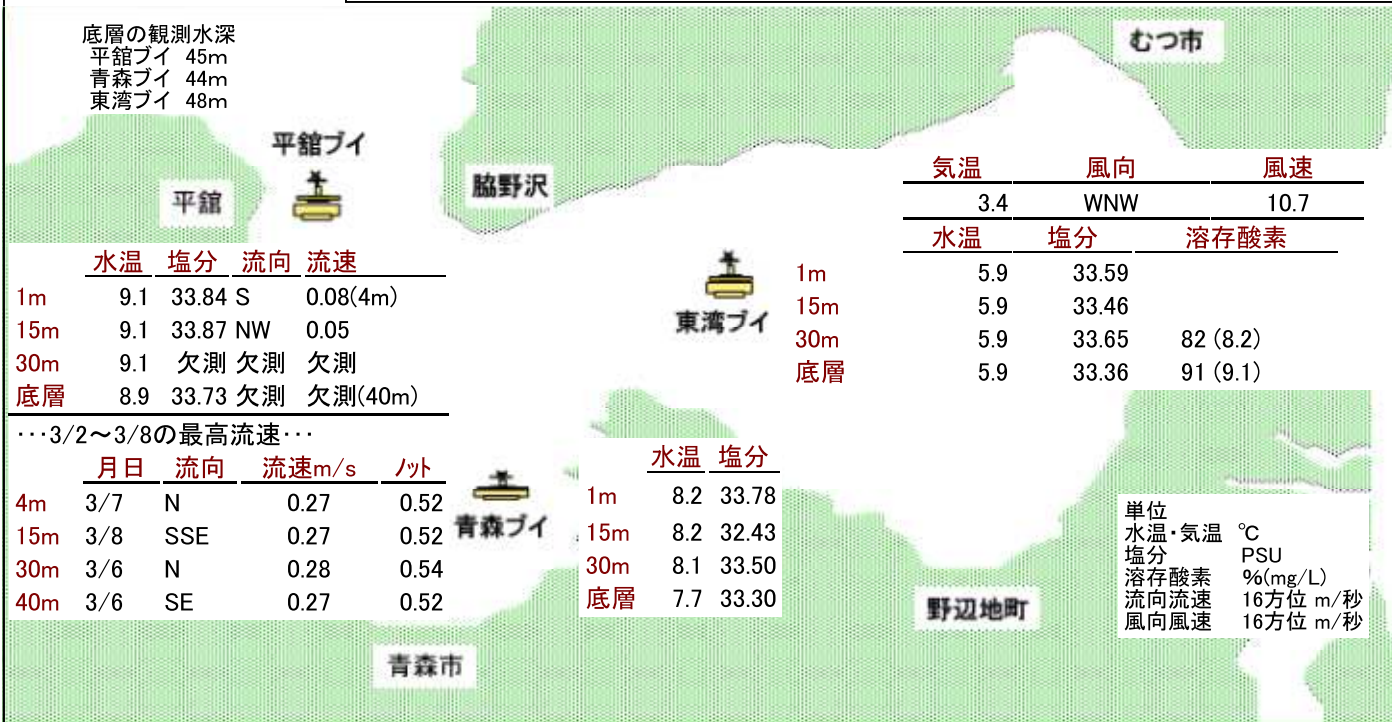 底層の観測水深
平舘ブイ 45m
青森ブイ 44m
東湾ブイ 48m
むつ市
平舘ブイ
平舘
脇野沢
気温 風向 風速
3.4 WNW 10.7
水温 塩分 溶存酸素
1m 5.9 33.59
15m 5.9 33.46
30m 5.9 33.65 82 (8.2)
底層 5.9 33.36 91 (9.1)
東湾ブイ
水温 塩分 流向 流速
1m 9.1 33.84 S 0.08(4m)
15m 9.1 33.87 NW 0.05
30m 9.1 欠測 欠測 欠測
底層 8.9 33.73 欠測 欠測(40m)
･･･3/2～3/8の最高流速･･･
月日 流向 流速m/s ノット
4m 3/7 N 0.27 0.52
15m 3/8 SSE 0.27 0.52
30m 3/6 N 0.28 0.54
40m 3/6 SE 0.27 0.52
青森ブイ
水温 塩分
1m 8.2 33.78
15m 8.2 32.43
30m 8.1 33.50
底層 7.7 33.30
単位
水温･気温 ℃
塩分 PSU
溶存酸素 %(mg/L)
流向流速 16方位 m/秒
風向風速 16方位 m/秒
野辺地町
青森市